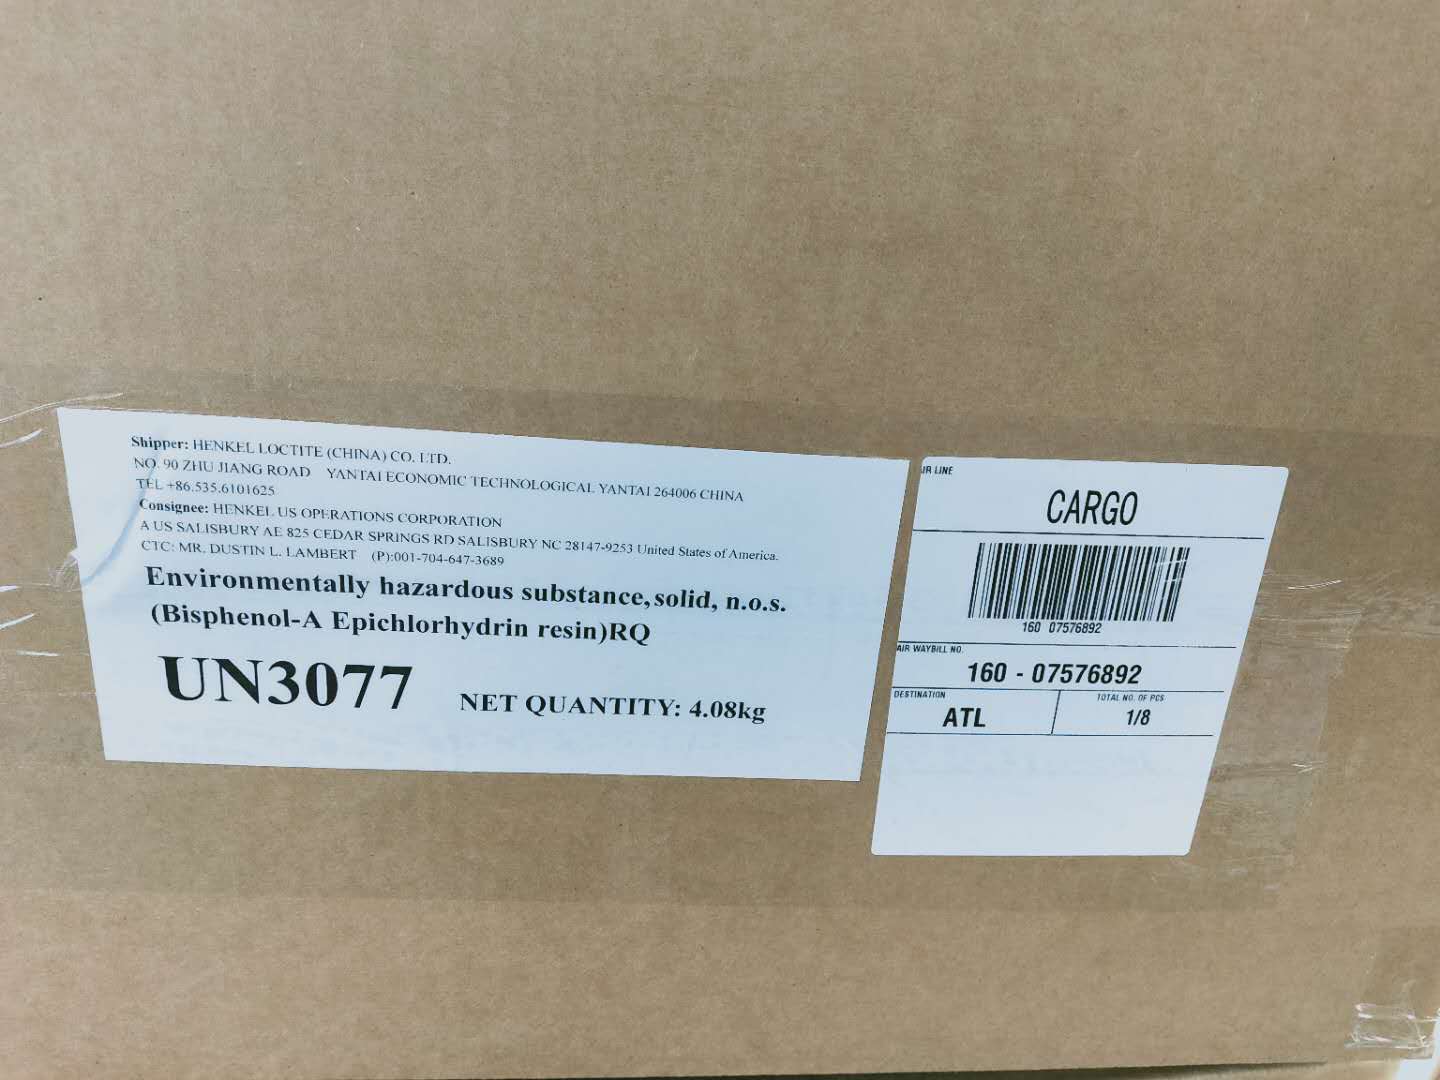 Shipper: HENKEL LOCTITE (CHINA) CO. LTD.
NO. 90 ZHU JIANG ROAD YANTAI ECONOMIC TECHNOLOGICAL YANTAI 264006 CHINA
TEL +86.535.6101625
Consignee: HENKEL US OPERATIONS CORPORATION
A US SALISBURY AE 825 CEDAR SPRINGS RD SALISBURY NC 28147-9253 United States of America.
CTC: MR. DUSTIN L. LAMBERT (P):001-704-647-3689
Environmentally hazardous substance, solid, n.o.s.
(Bisphenol-A Epichlorhydrin resin)RQ
UN3077 NET QUANTITY: 4.08kg
AIR LINE
CARGO
160 07576892
AIR WAYBILL NO.
160 - 07576892
DESTINATION
ATL
TOTAL NO. OF PCS
1/8